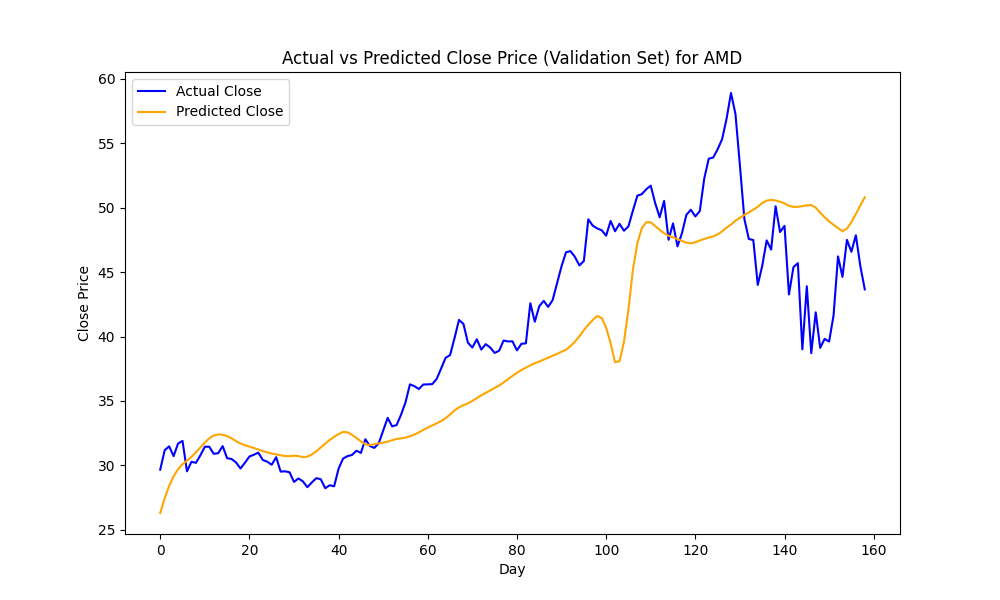 Actual vs Predicted Close Price (Validation Set) for AMD
Actual Close
Predicted Close
60
55
50
45
40
35
30
25
Close Price
0 20 40 60 80 100 120 140 160
Day